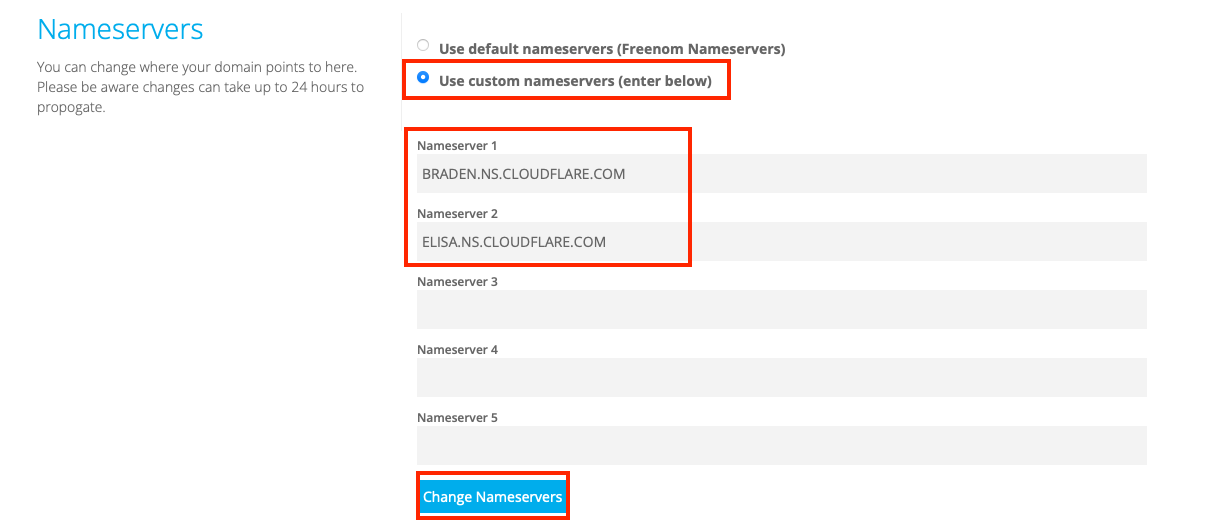 Nameservers
You can change where your domain points to here.
Please be aware changes can take up to 24 hours to
propogate.
Use default nameservers (Freenom Nameservers)
Use custom nameservers (enter below)
Nameserver 1
BRADEN.NS.CLOUDFLARE.COM
Nameserver 2
ELISA.NS.CLOUDFLARE.COM
Nameserver 3
Nameserver 4
Nameserver 5
Change Nameservers